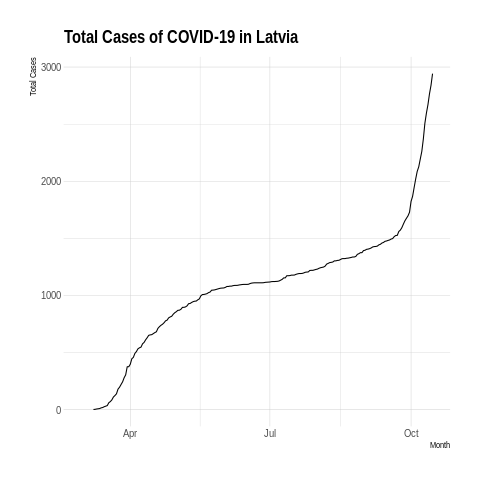 Total Cases of COVID-19 in Latvia
Total Cases
3000
2000
1000
0
Apr
Jul
Oct
Month